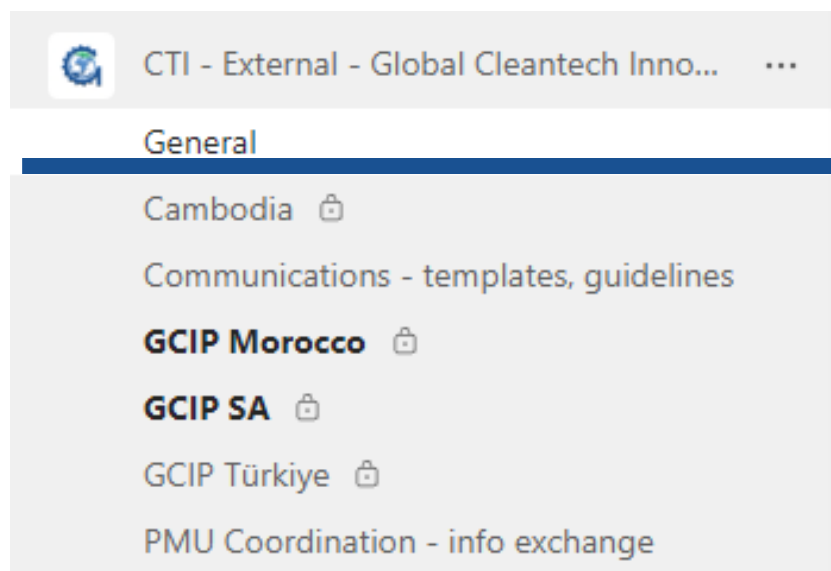 CTI - External - Global Cleantech Inno...
General
Cambodia
Communications - templates, guidelines
GCIP Morocco
GCIP SA
GCIP Türkiye
PMU Coordination - info exchange